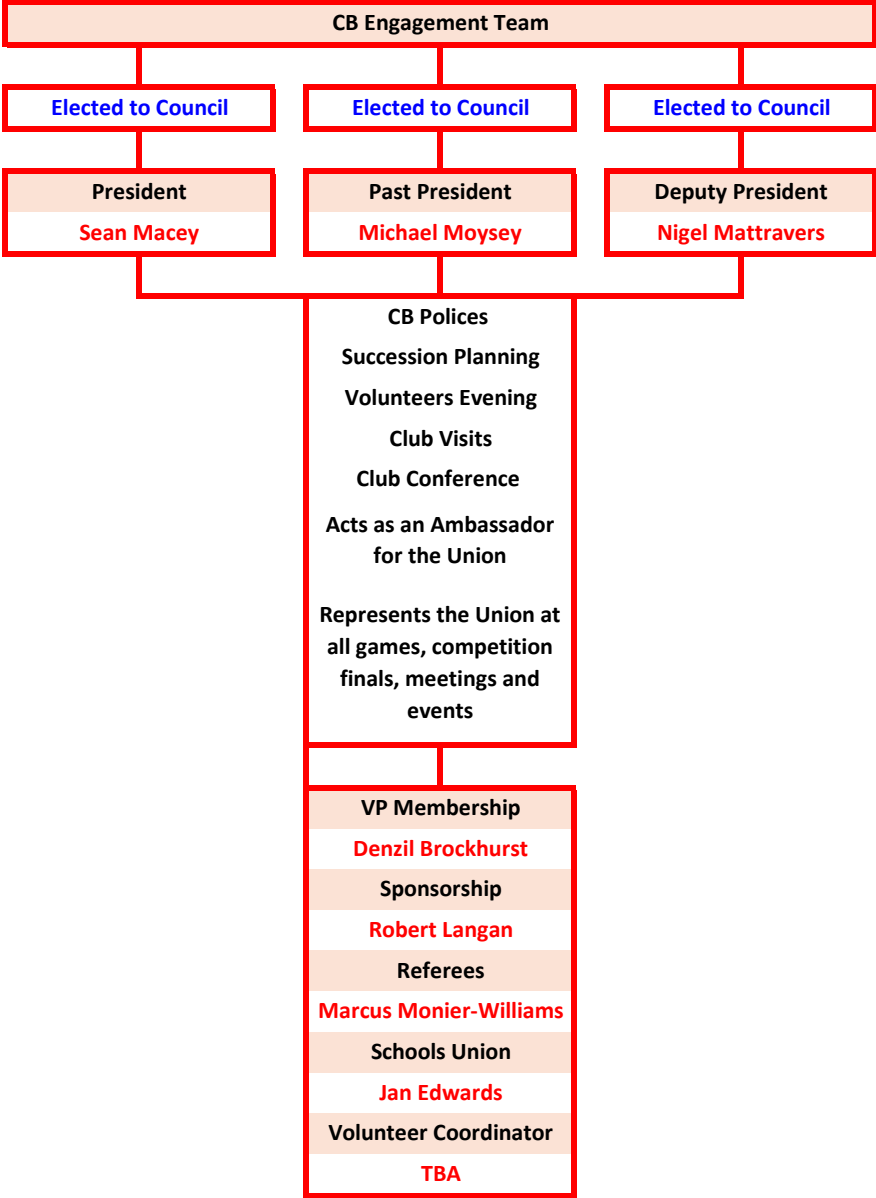 CB Engagement Team
Elected to Council
Elected to Council
Elected to Council
President
Past President
Deputy President
Sean Macey
Michael Moysey
Nigel Mattravers
CB Polices
Succession Planning
Volunteers Evening
Club Visits
Club Conference
Acts as an Ambassador
for the Union
Represents the Union at
all games, competition
finals, meetings and
events
VP Membership
Denzil Brockhurst
Sponsorship
Robert Langan
Referees
Marcus Monier-Williams
Schools Union
Jan Edwards
Volunteer Coordinator
TBA